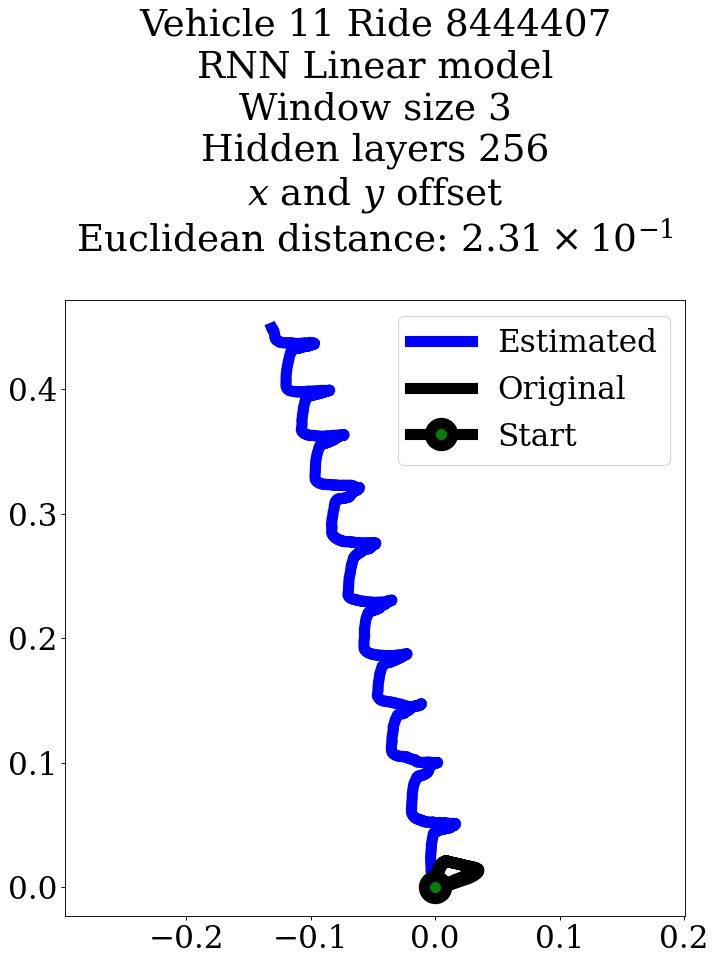 Vehicle 11 Ride 8444407
RNN Linear model
Window size 3
Hidden layers 256
x and y offset
Euclidean distance: 2.31 × 10⁻¹
Estimated
Original
Start
0.4
0.3
0.2
0.1
0.0
−0.2 −0.1 0.0 0.1 0.2